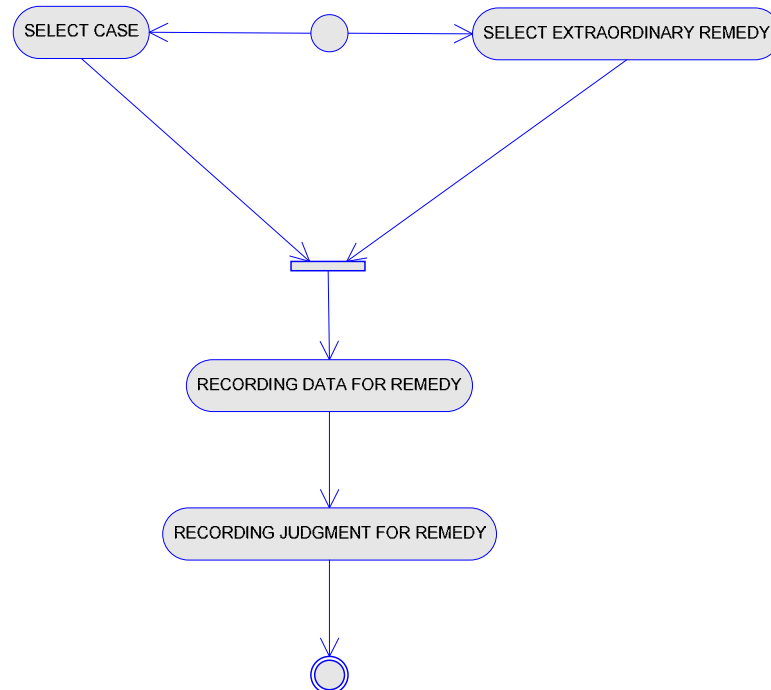 SELECT CASE
SELECT EXTRAORDINARY REMEDY
RECORDING DATA FOR REMEDY
RECORDING JUDGMENT FOR REMEDY